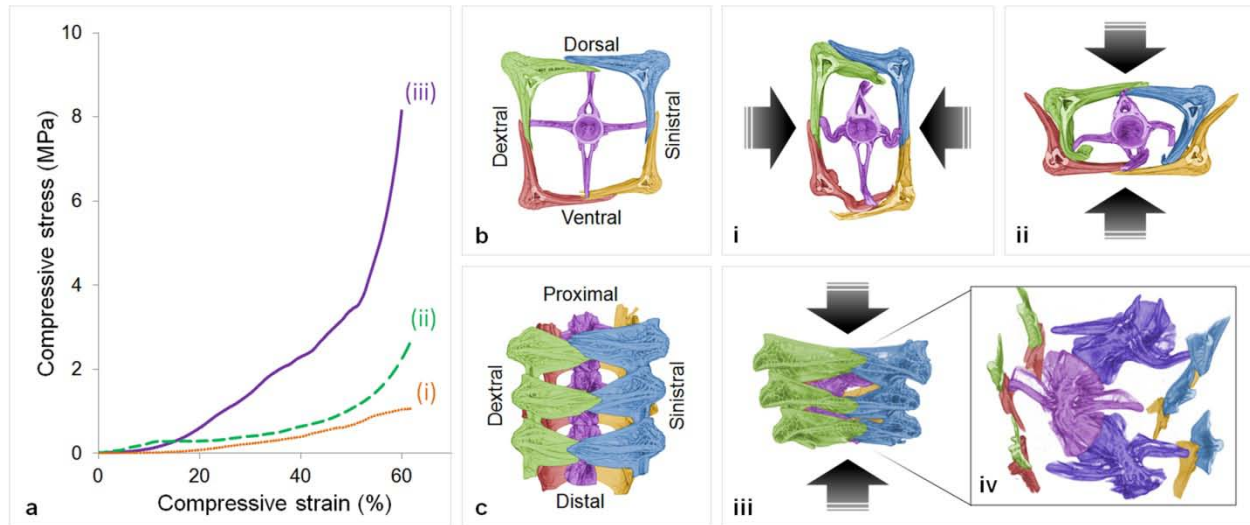 10
8
6
4
2
0
0
20
40
60
Compressive stress (MPa)
Compressive strain (%)
(iii)
(ii)
(i)
a
Dorsal
Dextral
Sinistral
Ventral
b
i
ii
Proximal
Dextral
Sinistral
Distal
c
iii
iv